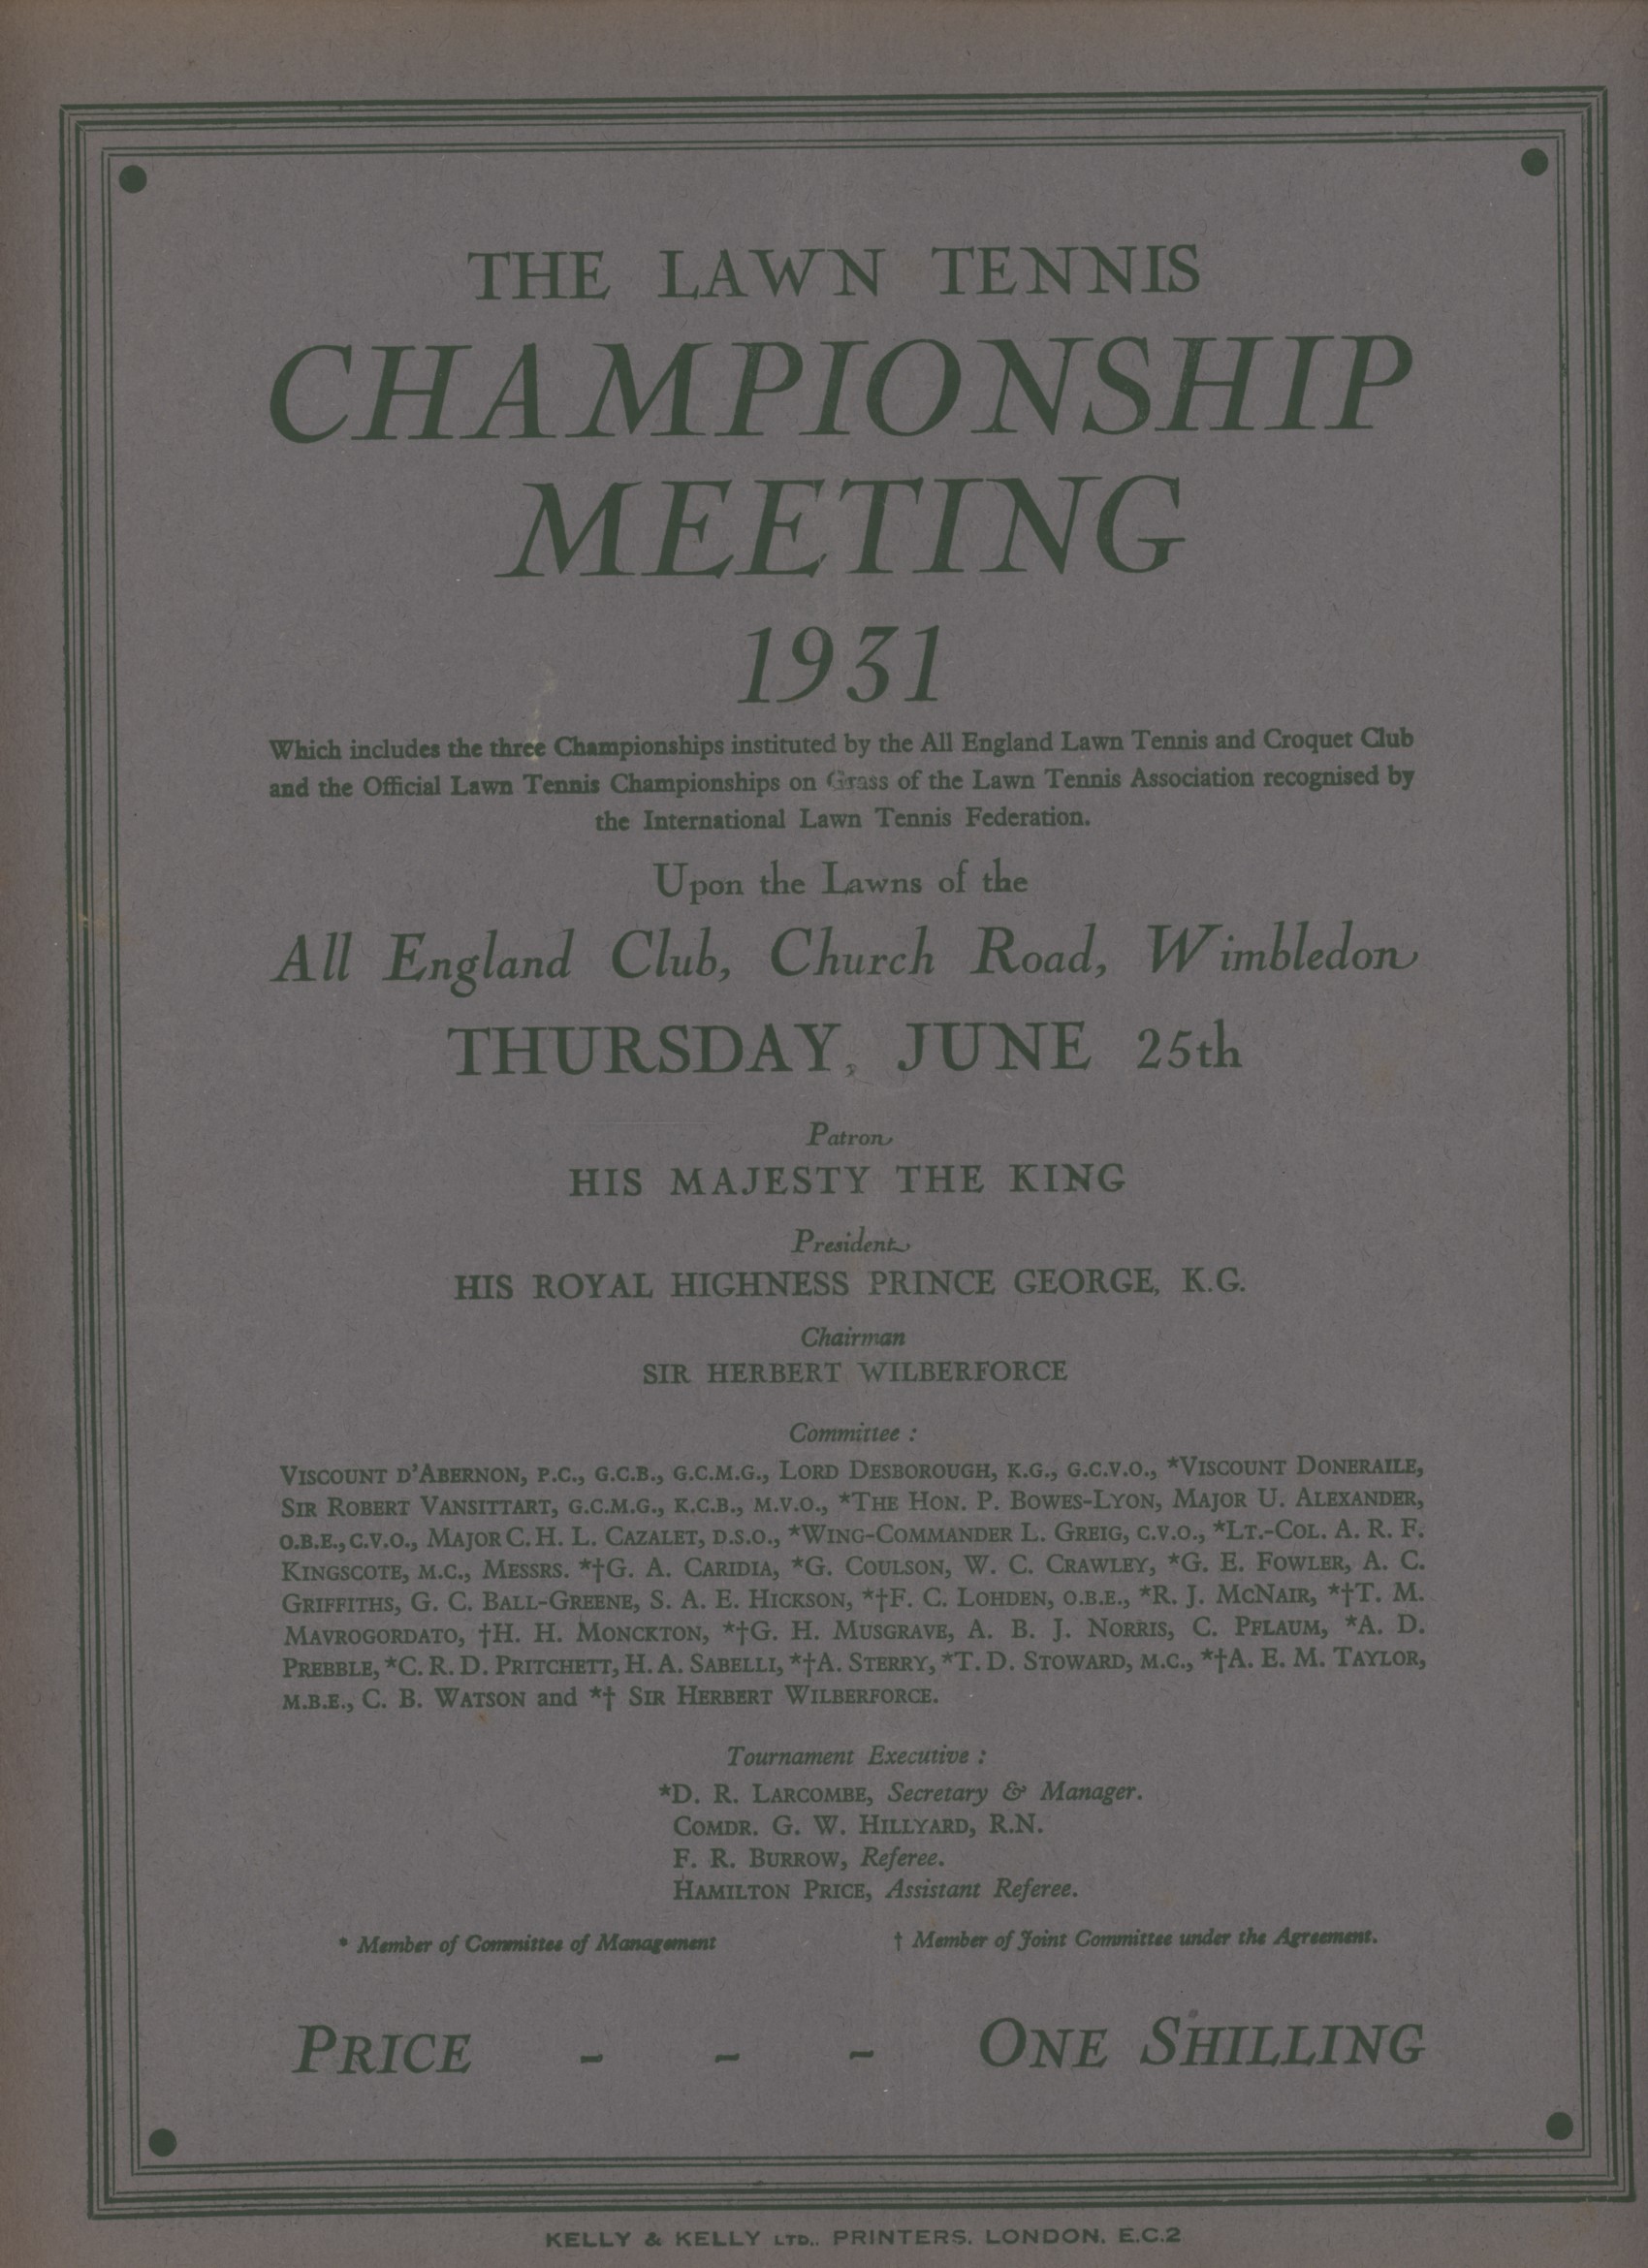 THE LAWN TENNIS
CHAMPIONSHIP
MEETING
1931
Which includes the three Championships instituted by the All England Lawn Tennis and Croquet Club
and the Official Lawn Tennis Championships on Grass of the Lawn Tennis Association recognised by
the International Lawn Tennis Federation.
Upon the Lawns of the
All England Club, Church Road, Wimbledon
THURSDAY, JUNE 25th
Patron
HIS MAJESTY THE KING
President
HIS ROYAL HIGHNESS PRINCE GEORGE, K.G.
Chairman
SIR HERBERT WILBERFORCE
Committee :
VISCOUNT D'ABERNON, P.C., G.C.B., G.C.M.G., LORD DESBOROUGH, K.G., G.C.V.O., *VISCOUNT DONERAILE,
SIR ROBERT VANSITTART, G.C.M.G., K.C.B., M.V.O., *THE HON. P. BOWES-LYON, MAJOR U. ALEXANDER,
O.B.E., C.V.O., MAJOR C. H. L. CAZALET, D.S.O., *WING-COMMANDER L. GREIG, C.V.O., *LT.-COL. A. R. F.
KINGSCOTE, M.C., MESSRS. *†G. A. CARIDIA, *G. COULSON, W. C. CRAWLEY, *G. E. FOWLER, A. C.
GRIFFITHS, G. C. BALL-GREENE, S. A. E. HICKSON, *†F. C. LOHDEN, O.B.E., *R. J. MCNAIR, *†T. M.
MAVROGORDATO, †H. H. MONCKTON, *†G. H. MUSGRAVE, A. B. J. NORRIS, C. PFLAUM, *A. D.
PREBBLE, *C. R. D. PRITCHETT, H. A. SABELLI, *†A. STERRY, *T. D. STOWARD, M.C., *†A. E. M. TAYLOR,
M.B.E., C. B. WATSON and *† SIR HERBERT WILBERFORCE.
Tournament Executive :
*D. R. LARCOMBE, Secretary & Manager.
COMDR. G. W. HILLYARD, R.N.
F. R. BURROW, Referee.
HAMILTON PRICE, Assistant Referee.
* Member of Committee of Management † Member of Joint Committee under the Agreement.
PRICE - - - ONE SHILLING
KELLY & KELLY LTD., PRINTERS, LONDON, E.C.2